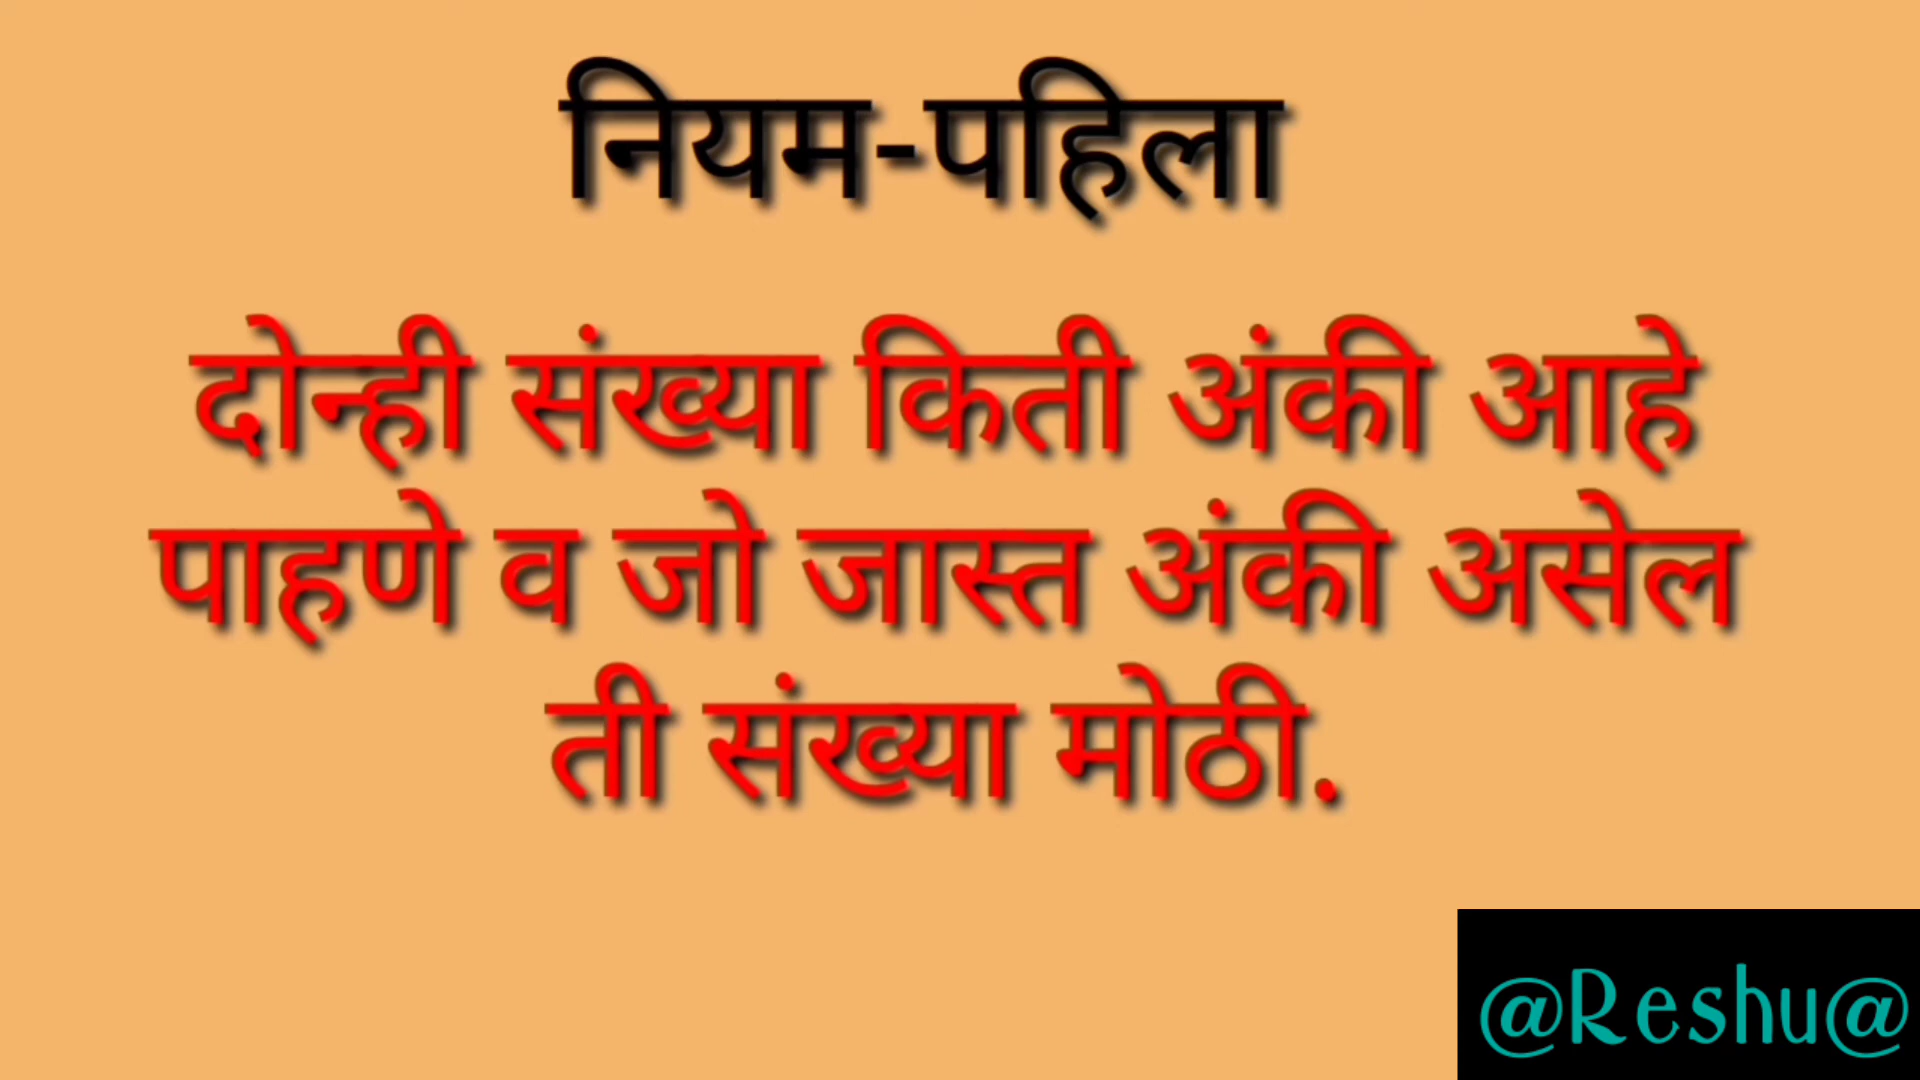 नियम-पहिला
दोन्ही संख्या किती अंकी आहे
पाहणे व जो जास्त अंकी असेल
ती संख्या मोठी.
@Reshu@